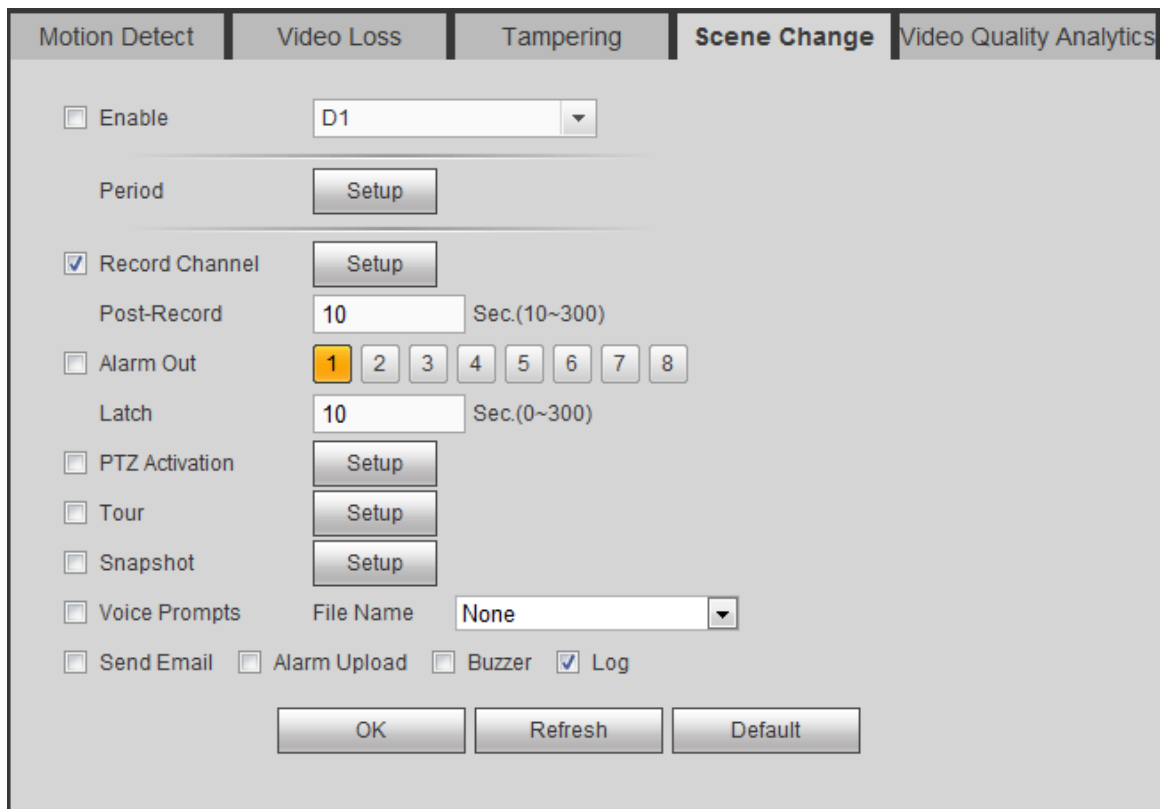 Motion Detect Video Loss Tampering Scene Change Video Quality Analytics
Enable D1
Period Setup
Record Channel Setup
Post-Record 10 Sec.(10~300)
Alarm Out 1 2 3 4 5 6 7 8
Latch 10 Sec.(0~300)
PTZ Activation Setup
Tour Setup
Snapshot Setup
Voice Prompts File Name None
Send Email Alarm Upload Buzzer Log
OK Refresh Default